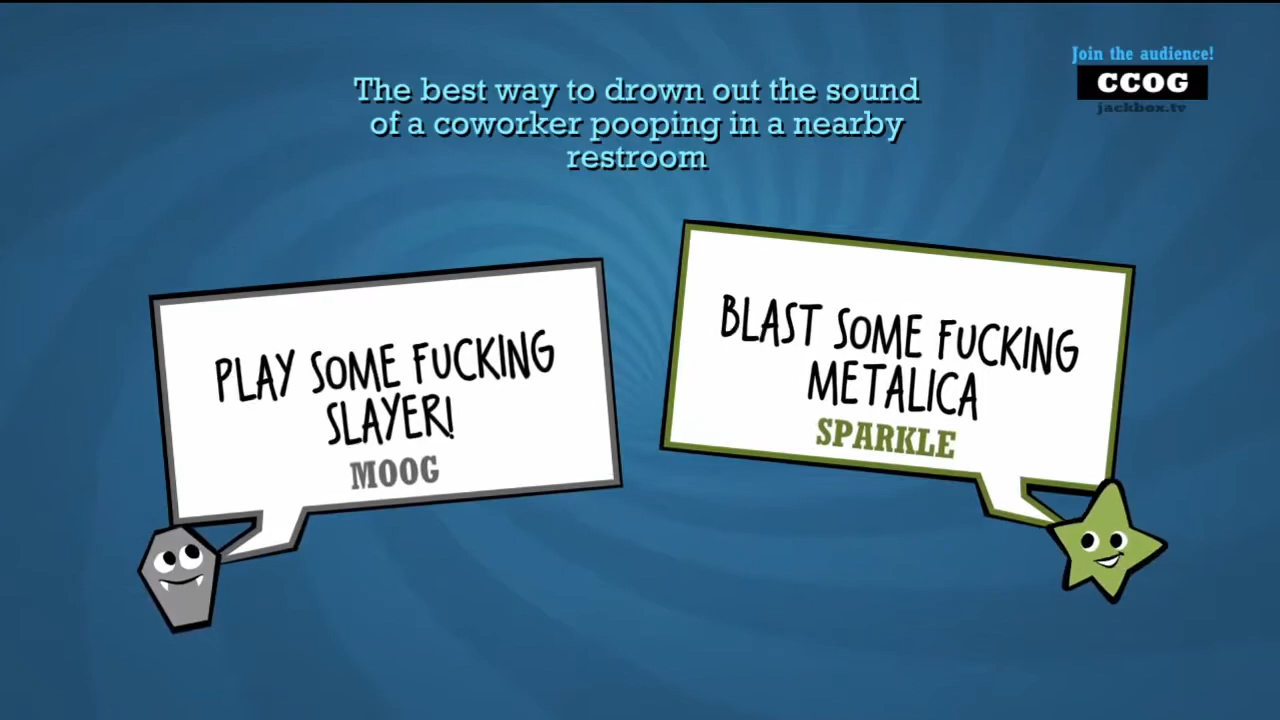 Join the audience!
CCOG
jackbox.tv
The best way to drown out the sound
of a coworker pooping in a nearby
restroom
PLAY SOME FUCKING
SLAYER!
MOOG
BLAST SOME FUCKING
METALICA
SPARKLE